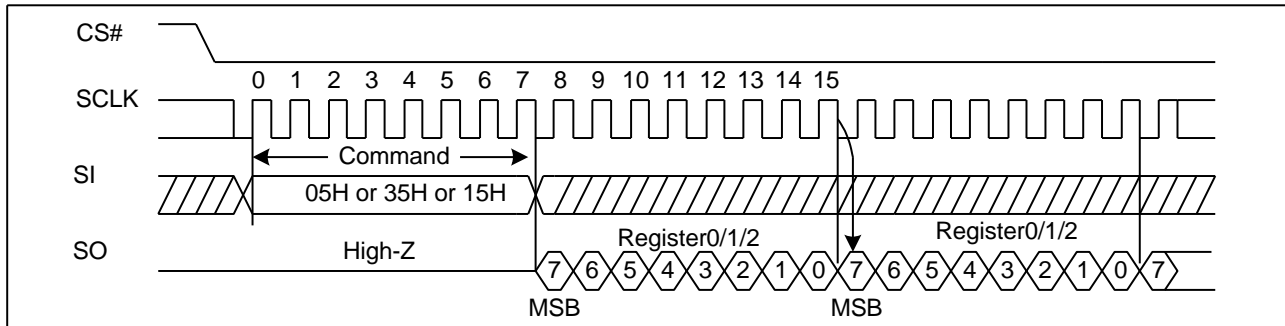 CS#
0 1 2 3 4 5 6 7 8 9 10 11 12 13 14 15
SCLK
Command
SI
05H or 35H or 15H
Register0/1/2 Register0/1/2
SO
High-Z
7 6 5 4 3 2 1 0 7 6 5 4 3 2 1 0 7
MSB MSB